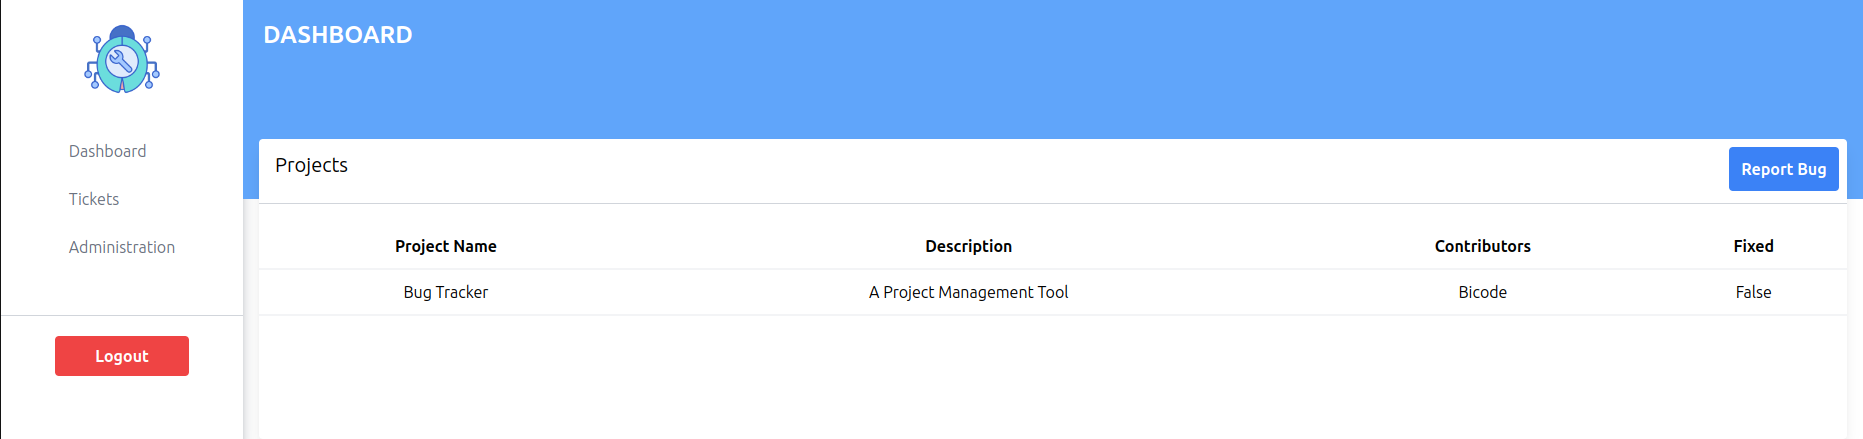 DASHBOARD
Dashboard
Tickets
Administration
Logout
Projects
Report Bug
Project Name Description Contributors Fixed
Bug Tracker A Project Management Tool Bicode False